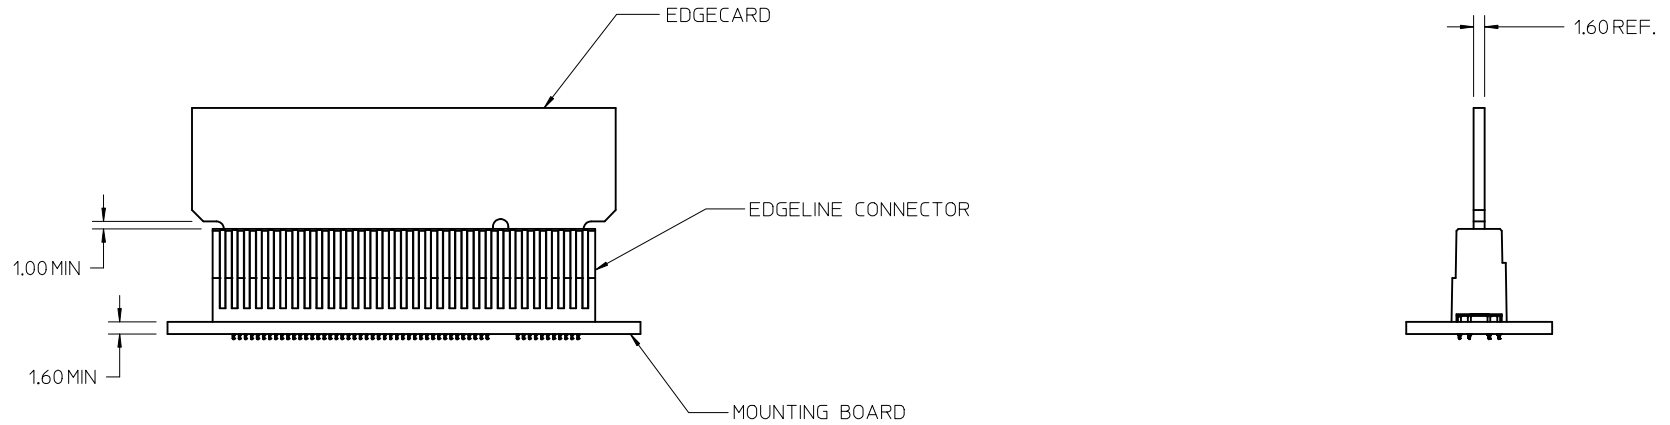 EDGECARD
1.60 REF.
EDGELINE CONNECTOR
1.00 MIN
1.60 MIN
MOUNTING BOARD